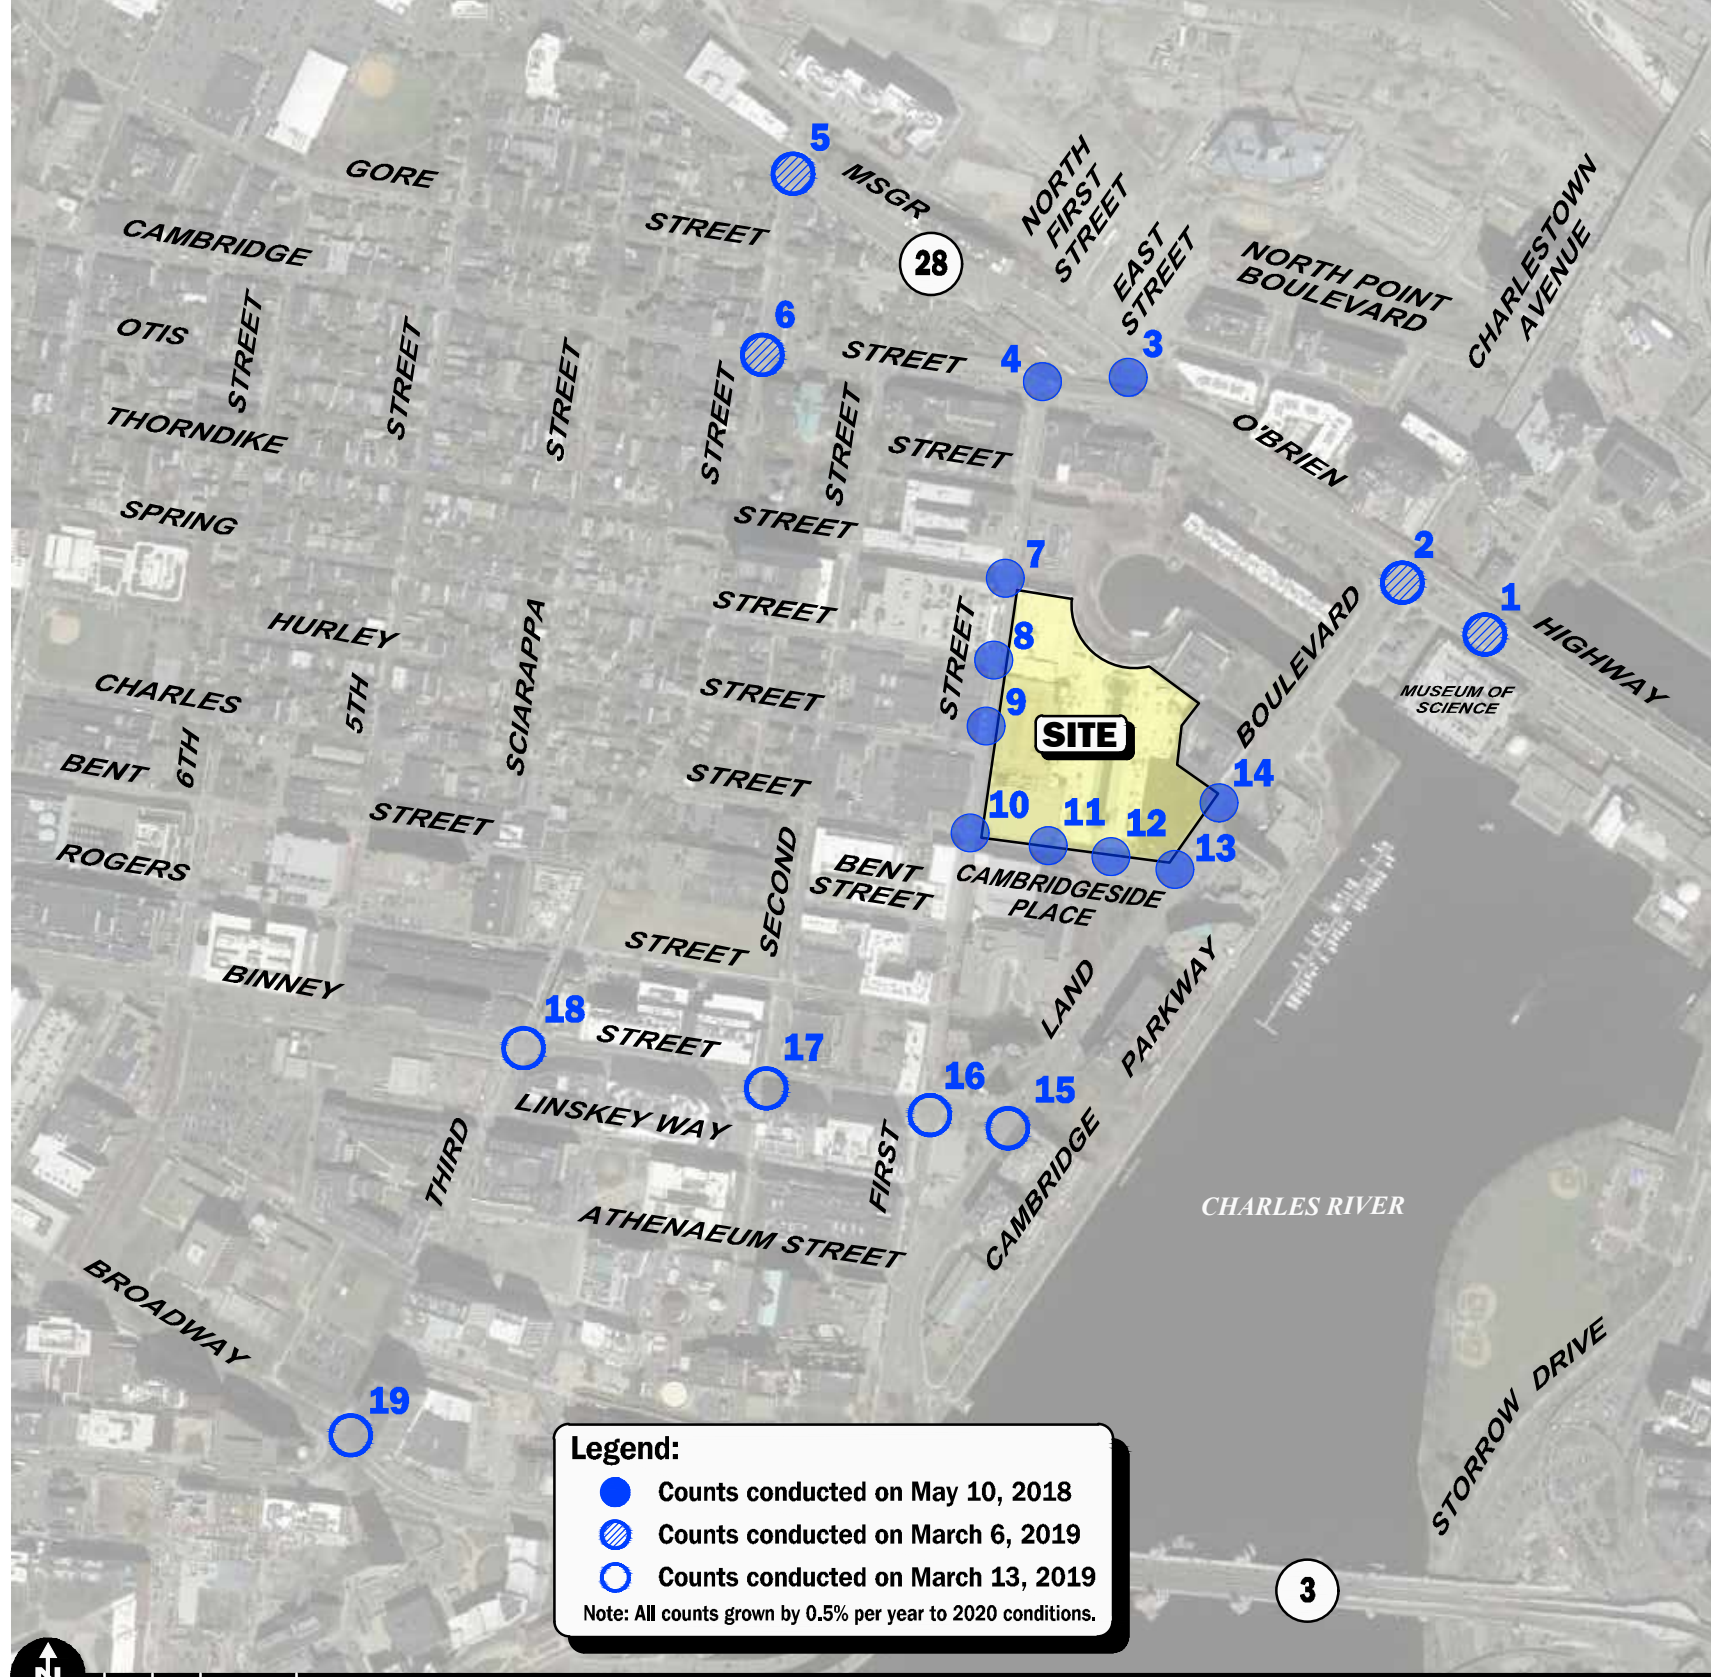 5
GORE
MSGR
NORTH
FIRST
STREET
CHARLESTOWN
AVENUE
CAMBRIDGE
STREET
28
EAST
STREET
NORTH POINT
BOULEVARD
OTIS
STREET
STREET
STREET
6
STREET
4
3
THORNDIKE
STREET
STREET
STREET
O'BRIEN
SPRING
STREET
7
2
1
HIGHWAY
HURLEY
SCIARAPPA
STREET
STREET
8
BOULEVARD
MUSEUM OF
SCIENCE
CHARLES
5TH
STREET
9
SITE
BENT
6TH
STREET
STREET
10
11
12
13
14
ROGERS
SECOND
BENT
STREET
CAMBRIDGESIDE
PLACE
BINNEY
STREET
LAND
PARKWAY
18
STREET
17
16
15
LINSKEY WAY
THIRD
FIRST
CAMBRIDGE
ATHENAEUM STREET
CHARLES RIVER
BROADWAY
19
STORROW DRIVE
Legend:
Counts conducted on May 10, 2018
Counts conducted on March 6, 2019
Counts conducted on March 13, 2019
Note: All counts grown by 0.5% per year to 2020 conditions.
3
N